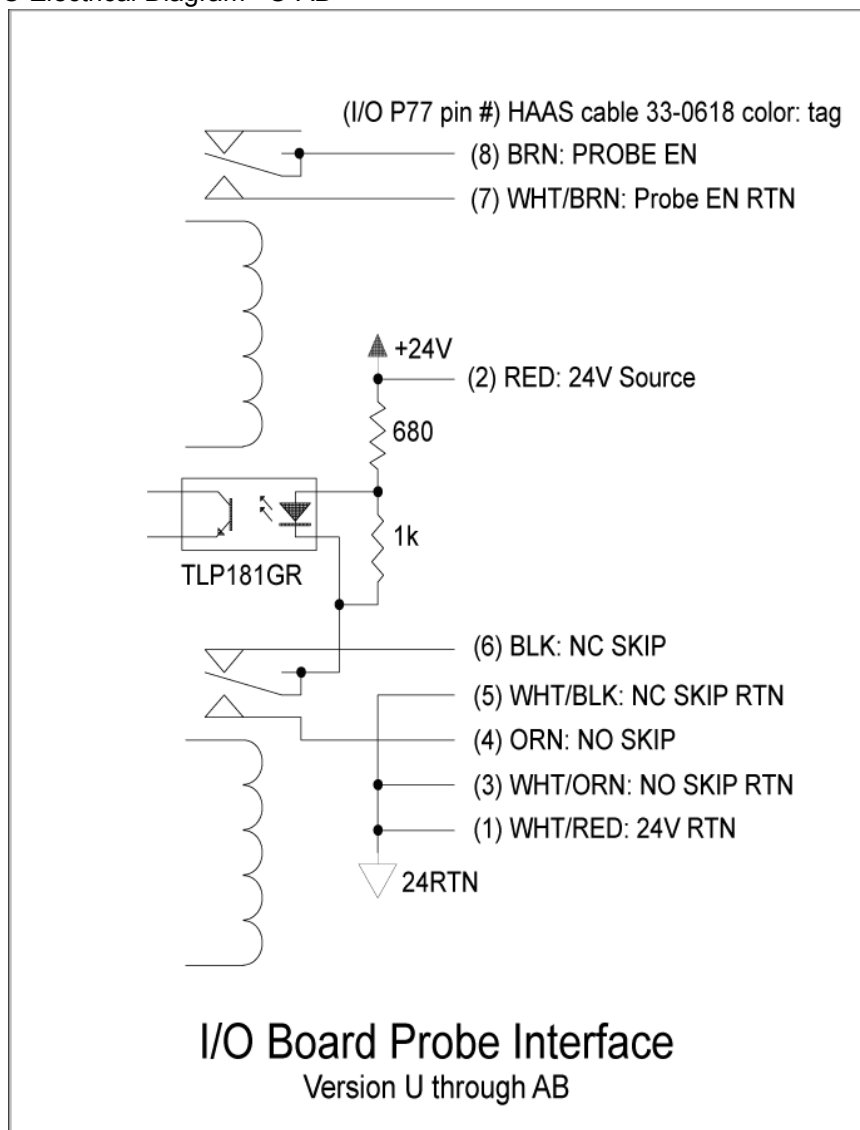 (I/O P77 pin #) HAAS cable 33-0618 color: tag
(8) BRN: PROBE EN
(7) WHT/BRN: Probe EN RTN
+24V
(2) RED: 24V Source
680
1k
TLP181GR
(6) BLK: NC SKIP
(5) WHT/BLK: NC SKIP RTN
(4) ORN: NO SKIP
(3) WHT/ORN: NO SKIP RTN
(1) WHT/RED: 24V RTN
24RTN
I/O Board Probe Interface
Version U through AB